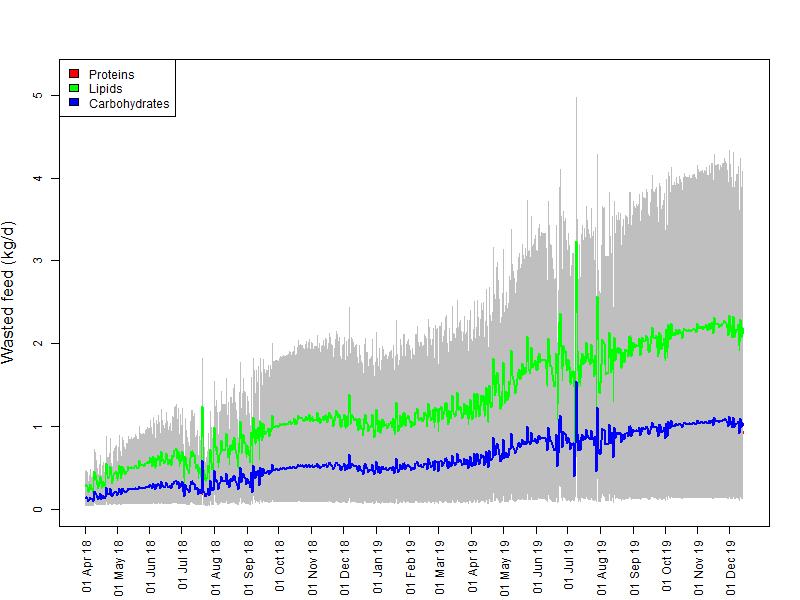 Proteins
Lipids
Carbohydrates
Wasted feed (kg/d)
5
4
3
2
1
0
01 Apr 18
01 May 18
01 Jun 18
01 Jul 18
01 Aug 18
01 Sep 18
01 Oct 18
01 Nov 18
01 Dec 18
01 Jan 19
01 Feb 19
01 Mar 19
01 Apr 19
01 May 19
01 Jun 19
01 Jul 19
01 Aug 19
01 Sep 19
01 Oct 19
01 Nov 19
01 Dec 19